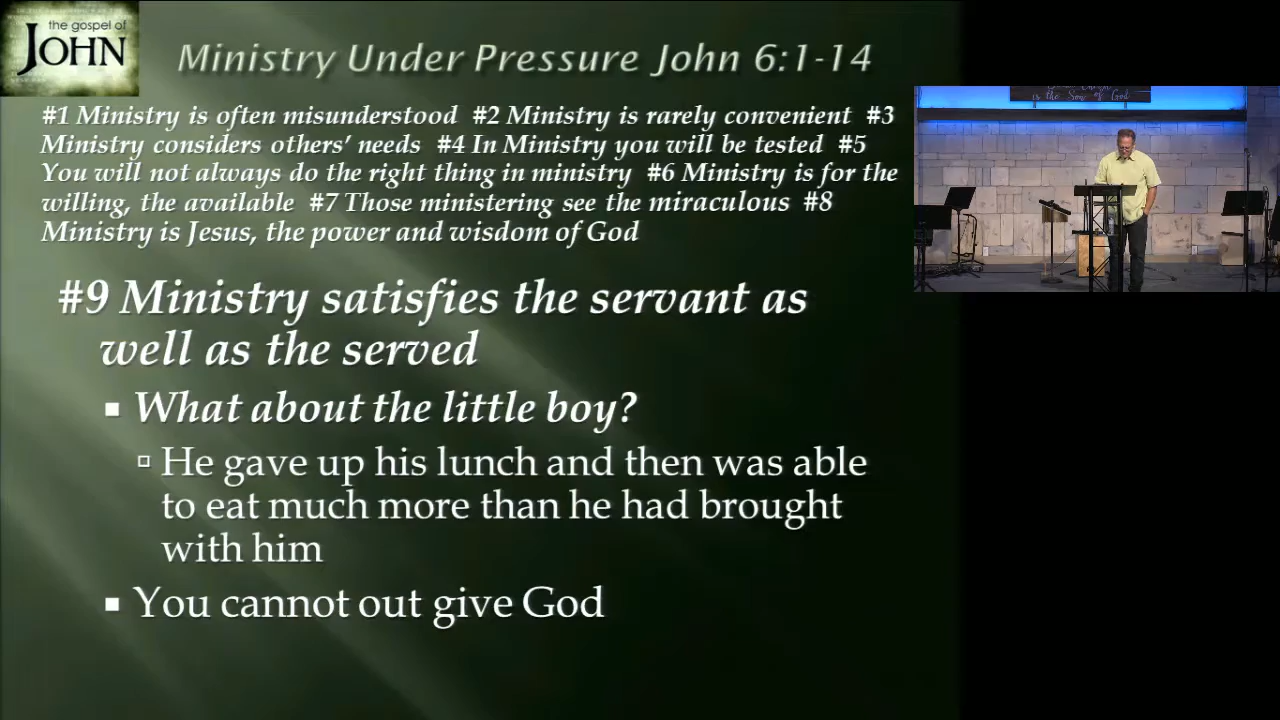 the gospel of
JOHN
Ministry Under Pressure John 6:1-14
#1 Ministry is often misunderstood #2 Ministry is rarely convenient #3
Ministry considers others’ needs #4 In Ministry you will be tested #5
You will not always do the right thing in ministry #6 Ministry is for the
willing, the available #7 Those ministering see the miraculous #8
Ministry is Jesus, the power and wisdom of God
#9 Ministry satisfies the servant as
well as the served
What about the little boy?
He gave up his lunch and then was able
to eat much more than he had brought
with him
You cannot out give God
is the Son of God